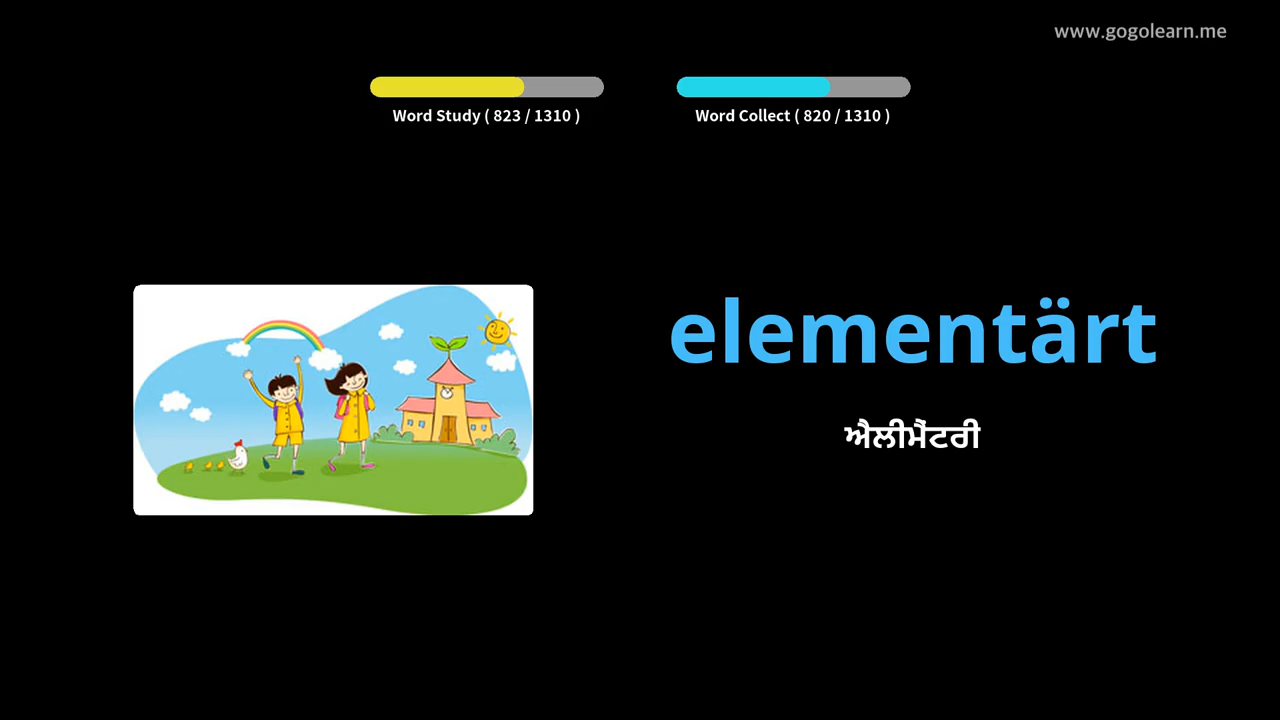 www.gogolearn.me
Word Study ( 823 / 1310 )
Word Collect ( 820 / 1310 )
elementärt
ਐਲੀਮੈਂਟਰੀ